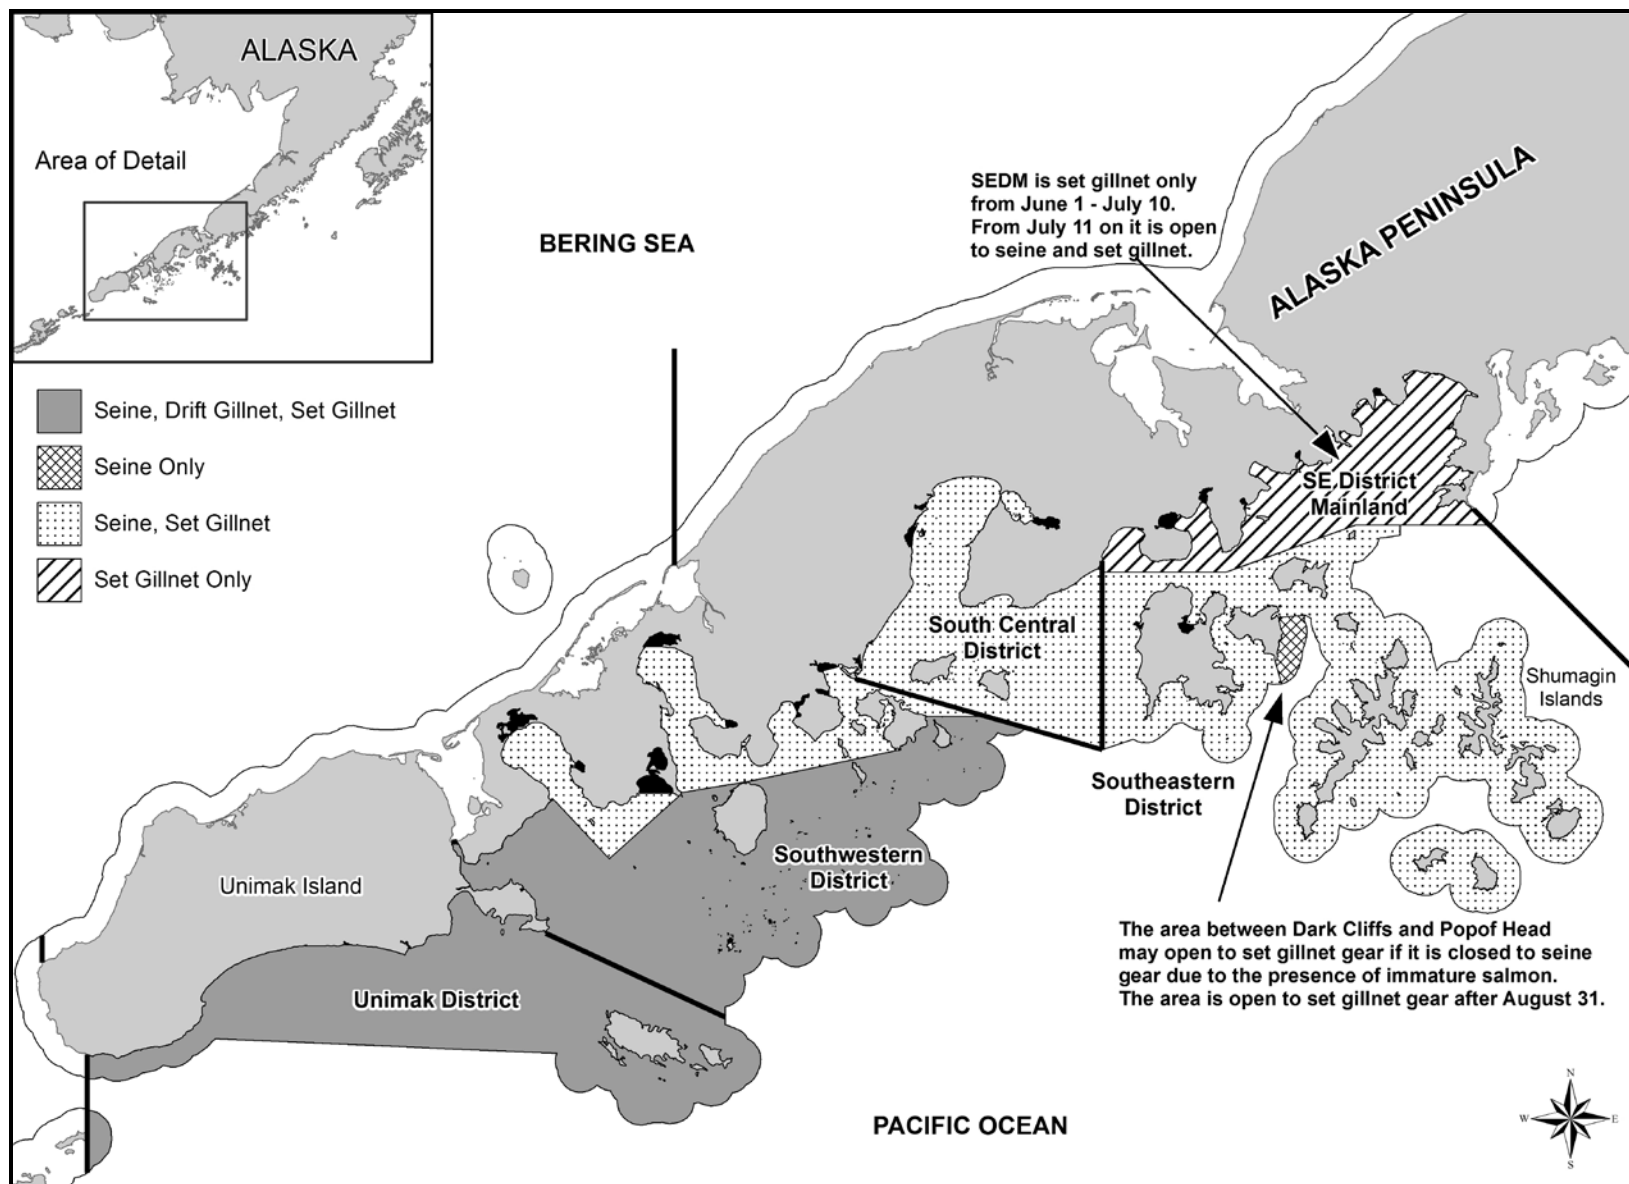 ALASKA
Area of Detail
Seine, Drift Gillnet, Set Gillnet
Seine Only
Seine, Set Gillnet
Set Gillnet Only
BERING SEA
SEDM is set gillnet only
from June 1 - July 10.
From July 11 on it is open
to seine and set gillnet.
ALASKA PENINSULA
SE District
Mainland
South Central
District
Shumagin
Islands
Southeastern
District
Southwestern
District
Unimak Island
Unimak District
The area between Dark Cliffs and Popof Head
may open to set gillnet gear if it is closed to seine
gear due to the presence of immature salmon.
The area is open to set gillnet gear after August 31.
PACIFIC OCEAN
N
W
E
S